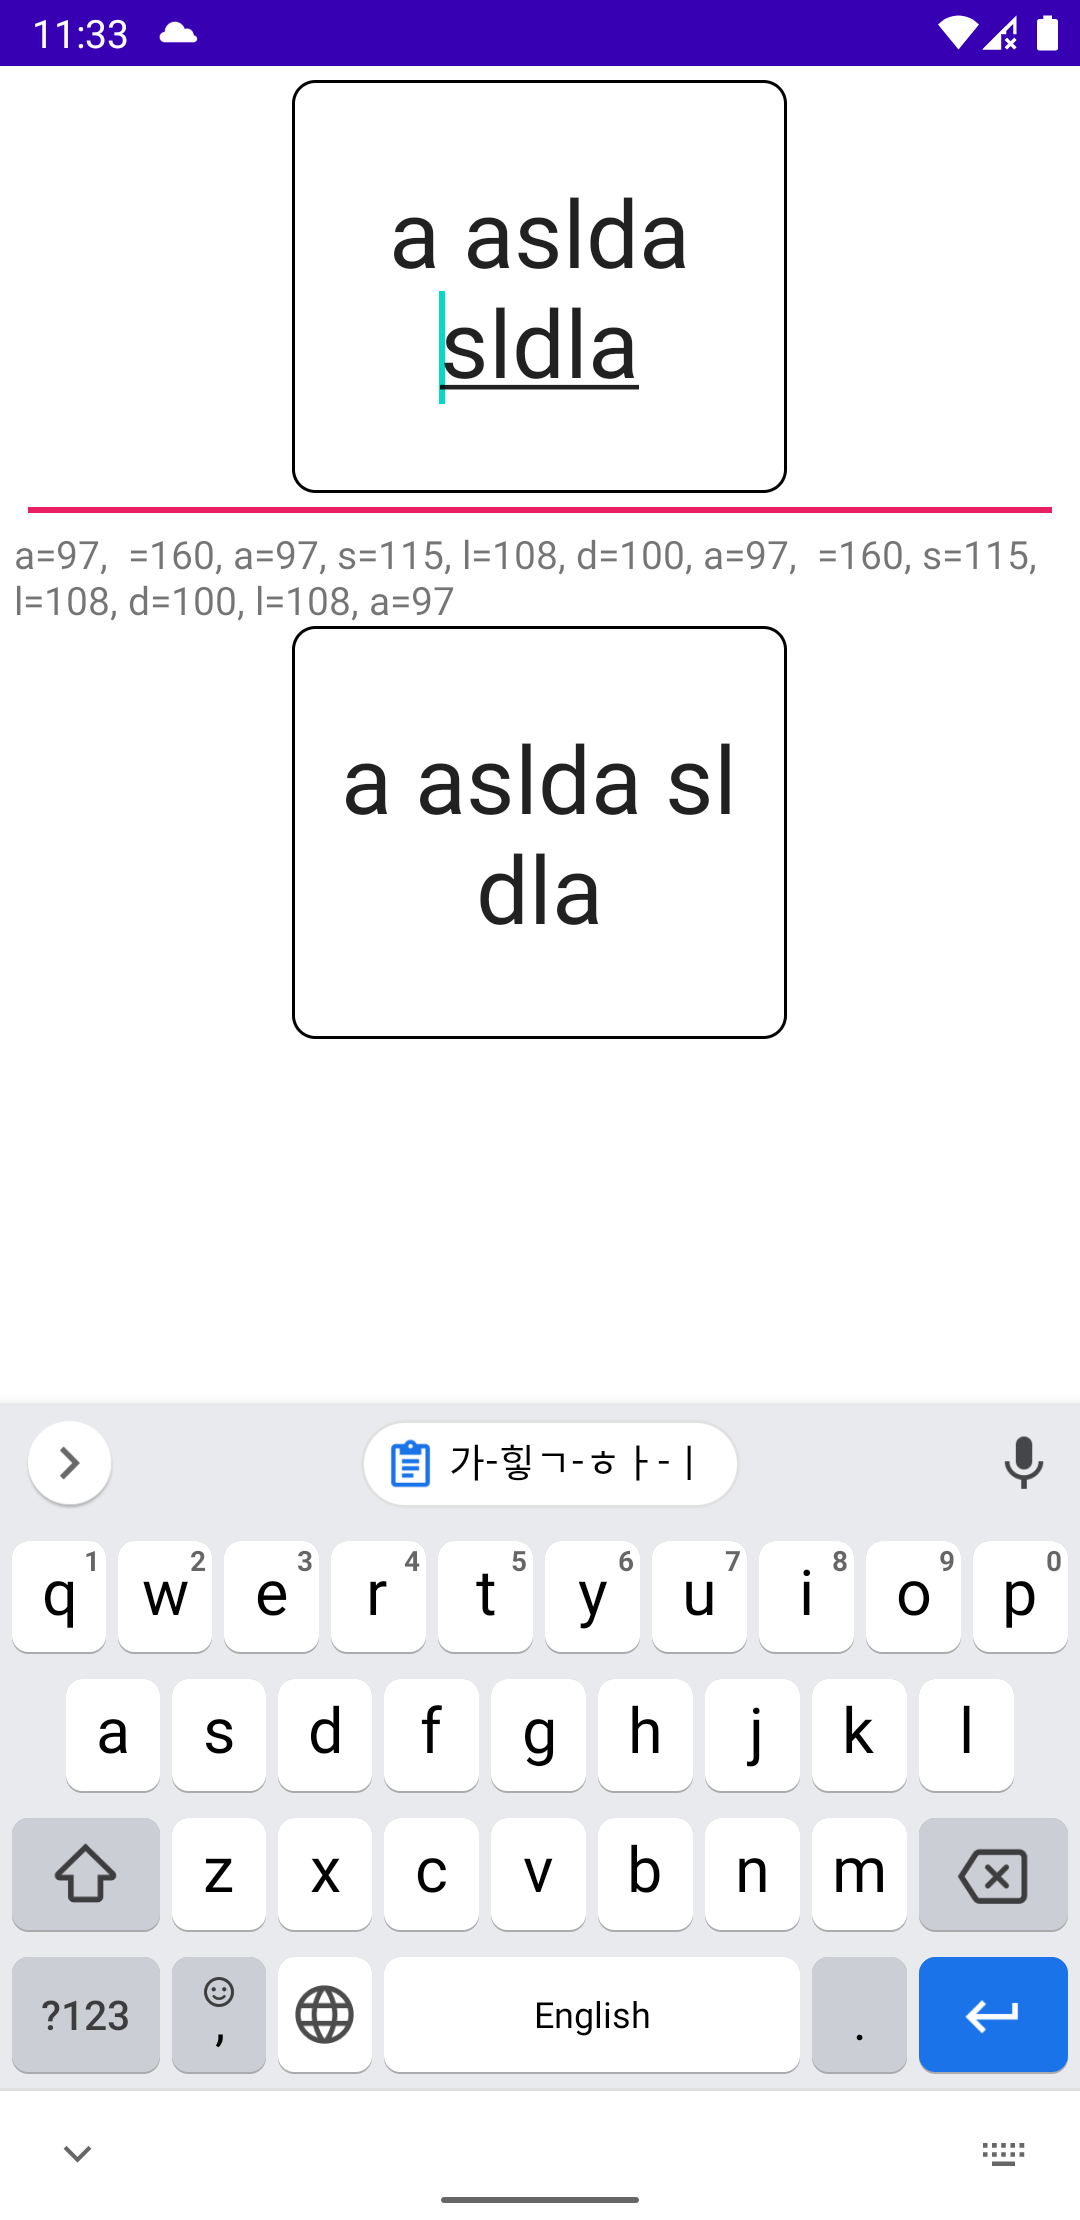 11:33
a aslda
sldla
a=97,  =160, a=97, s=115, l=108, d=100, a=97,  =160, s=115,
l=108, d=100, l=108, a=97
a aslda sl
dla
가-힣ㄱ-ㅎㅏ-ㅣ
q 1 w 2 e 3 r 4 t 5 y 6 u 7 i 8 o 9 p 0
a s d f g h j k l
z x c v b n m
?123 , English .